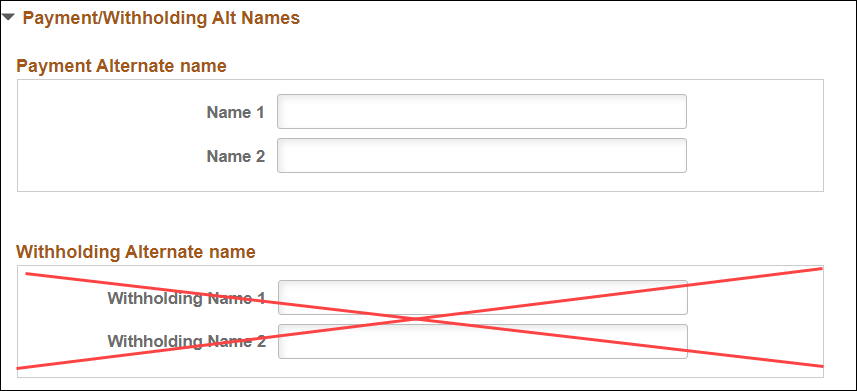 Payment/Withholding Alt Names
Payment Alternate name
Name 1
Name 2
Withholding Alternate name
Withholding Name 1
Withholding Name 2